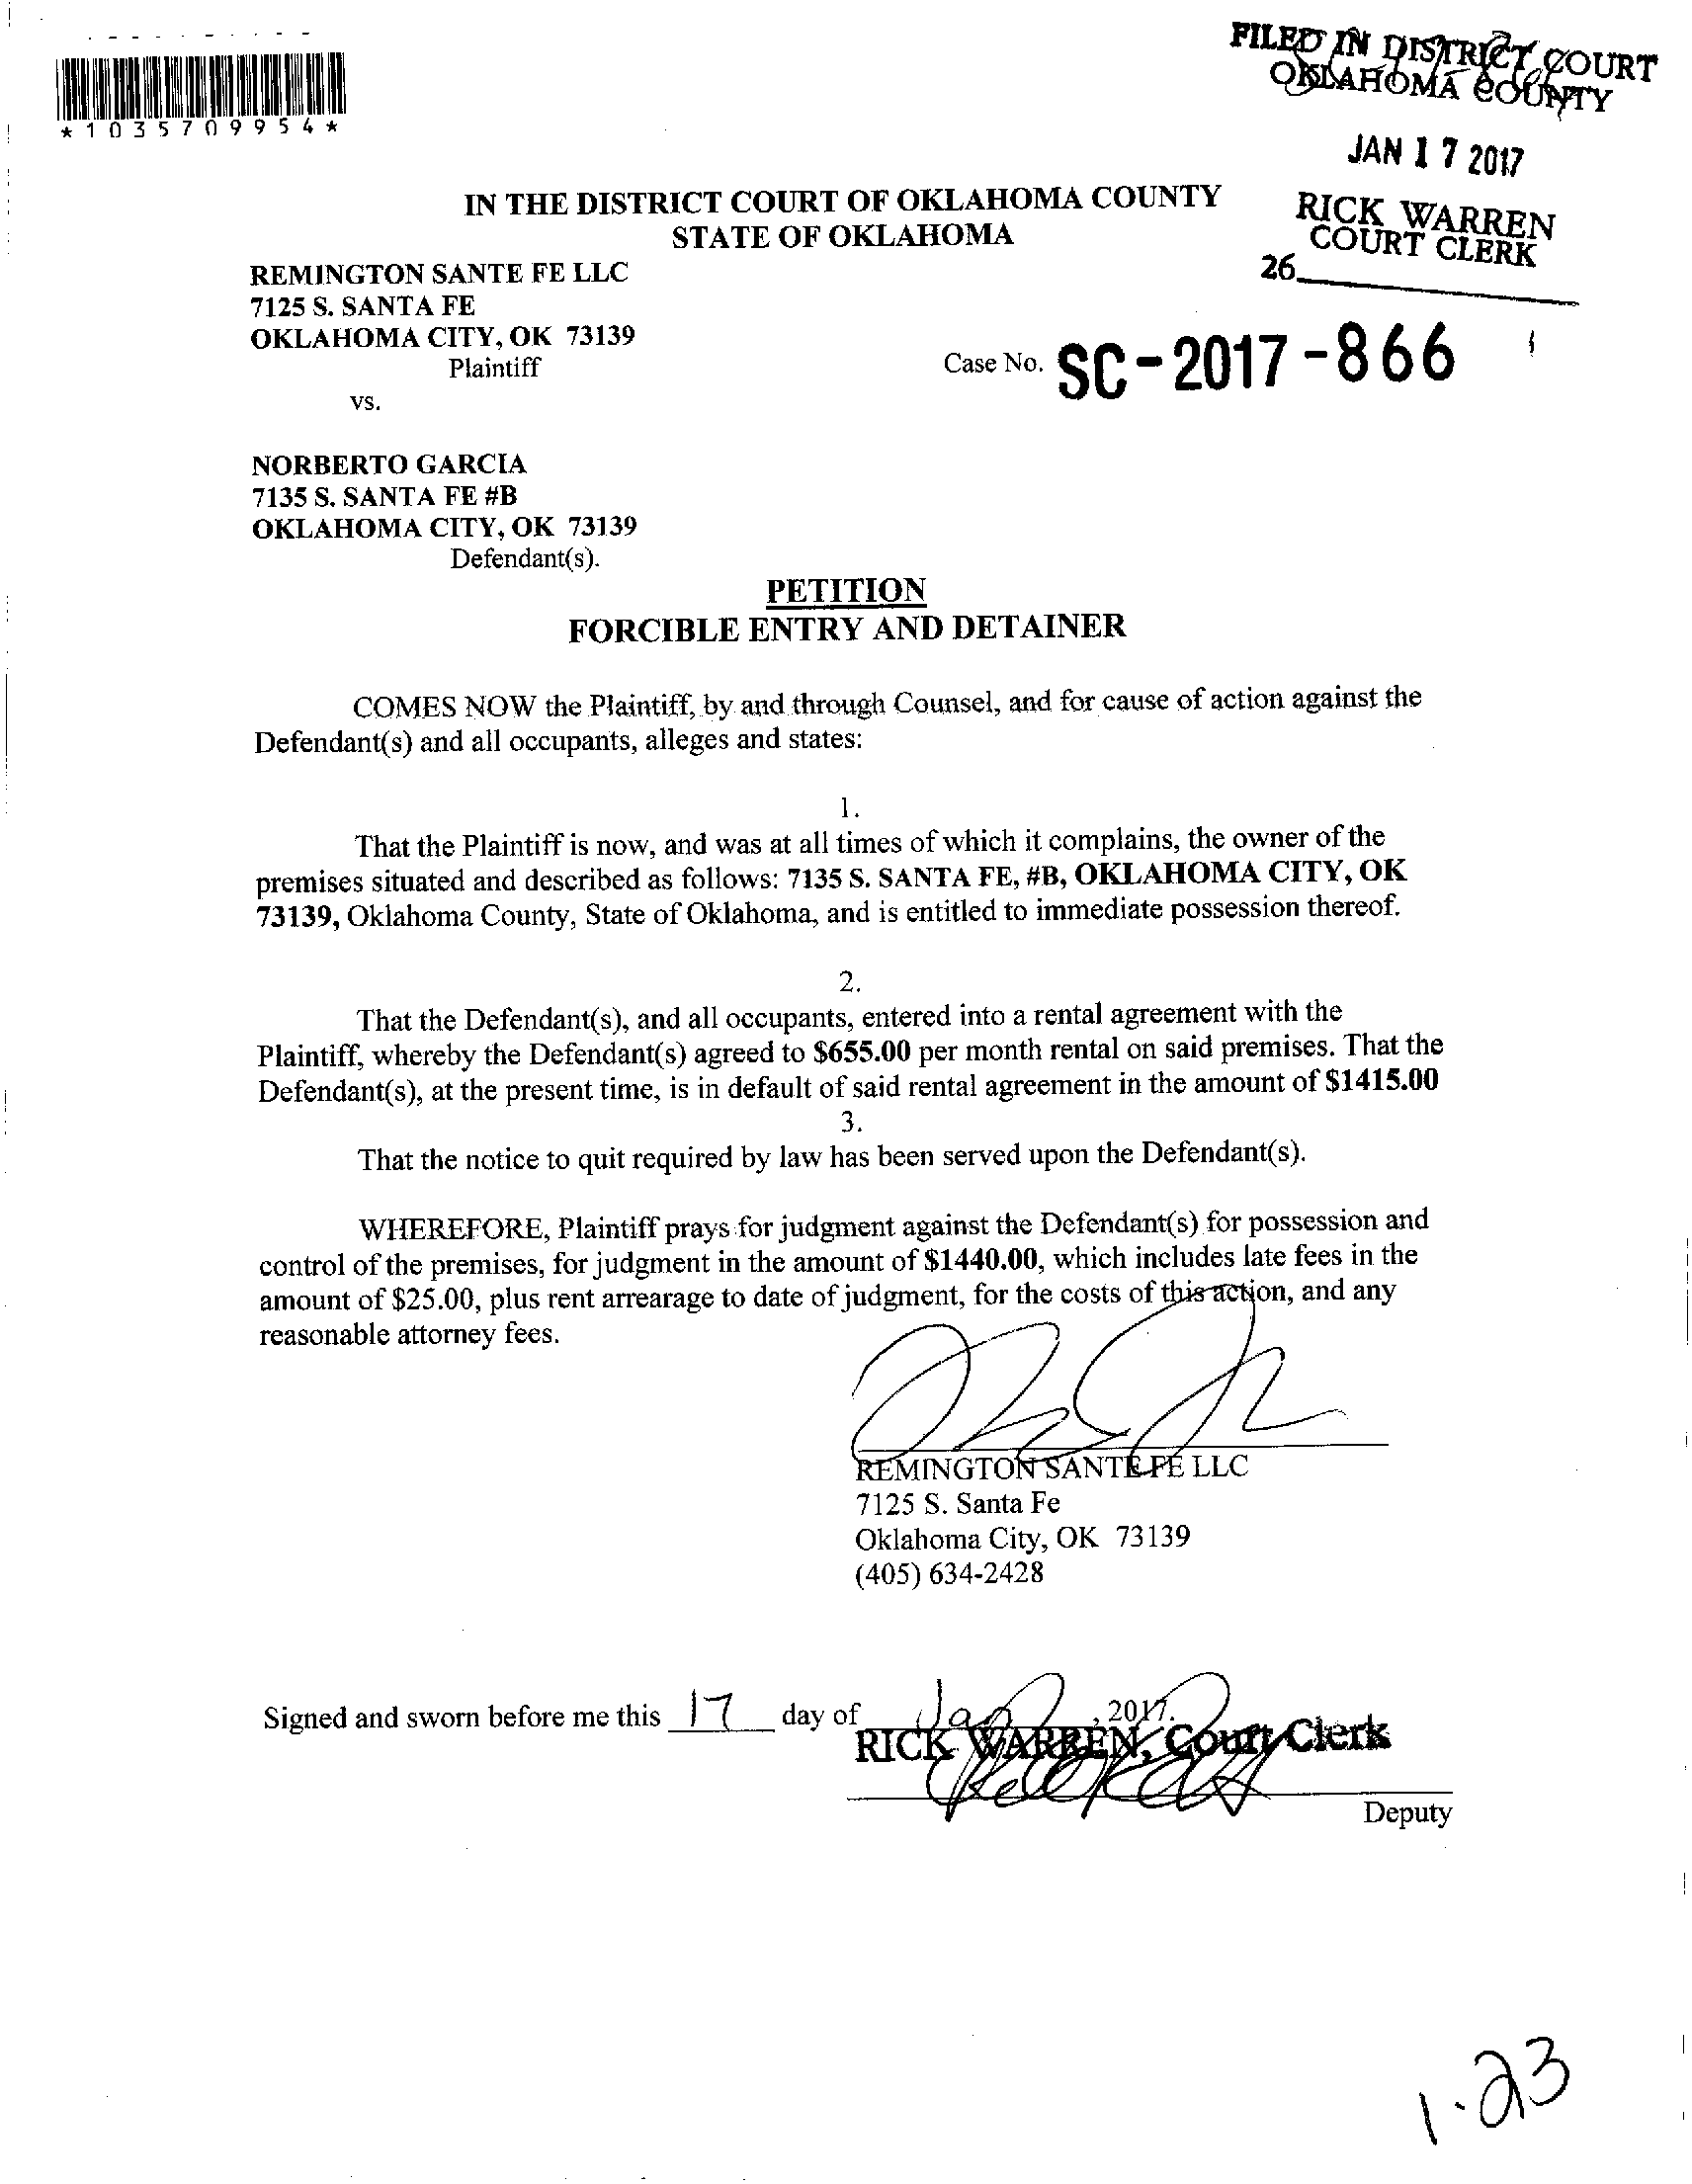 FILED IN DISTRICT COURT
OKLAHOMA COUNTY
*1035709954*
JAN 17 2017
IN THE DISTRICT COURT OF OKLAHOMA COUNTY
STATE OF OKLAHOMA
RICK WARREN
COURT CLERK
26
REMINGTON SANTE FE LLC
7125 S. SANTA FE
OKLAHOMA CITY, OK 73139
Plaintiff
Case No. SC-2017-866
vs.
NORBERTO GARCIA
7135 S. SANTA FE #B
OKLAHOMA CITY, OK 73139
Defendant(s).
PETITION
FORCIBLE ENTRY AND DETAINER
COMES NOW the Plaintiff, by and through Counsel, and for cause of action against the
Defendant(s) and all occupants, alleges and states:
1.
That the Plaintiff is now, and was at all times of which it complains, the owner of the
premises situated and described as follows: 7135 S. SANTA FE, #B, OKLAHOMA CITY, OK
73139, Oklahoma County, State of Oklahoma, and is entitled to immediate possession thereof.
2.
That the Defendant(s), and all occupants, entered into a rental agreement with the
Plaintiff, whereby the Defendant(s) agreed to $655.00 per month rental on said premises. That the
Defendant(s), at the present time, is in default of said rental agreement in the amount of $1415.00
3.
That the notice to quit required by law has been served upon the Defendant(s).
WHEREFORE, Plaintiff prays for judgment against the Defendant(s) for possession and
control of the premises, for judgment in the amount of $1440.00, which includes late fees in the
amount of $25.00, plus rent arrearage to date of judgment, for the costs of this action, and any
reasonable attorney fees.
REMINGTON SANTE FE LLC
7125 S. Santa Fe
Oklahoma City, OK 73139
(405) 634-2428
Signed and sworn before me this 17 day of Jan, 2017.
RICK WARREN, Court Clerk
Deputy
1-23